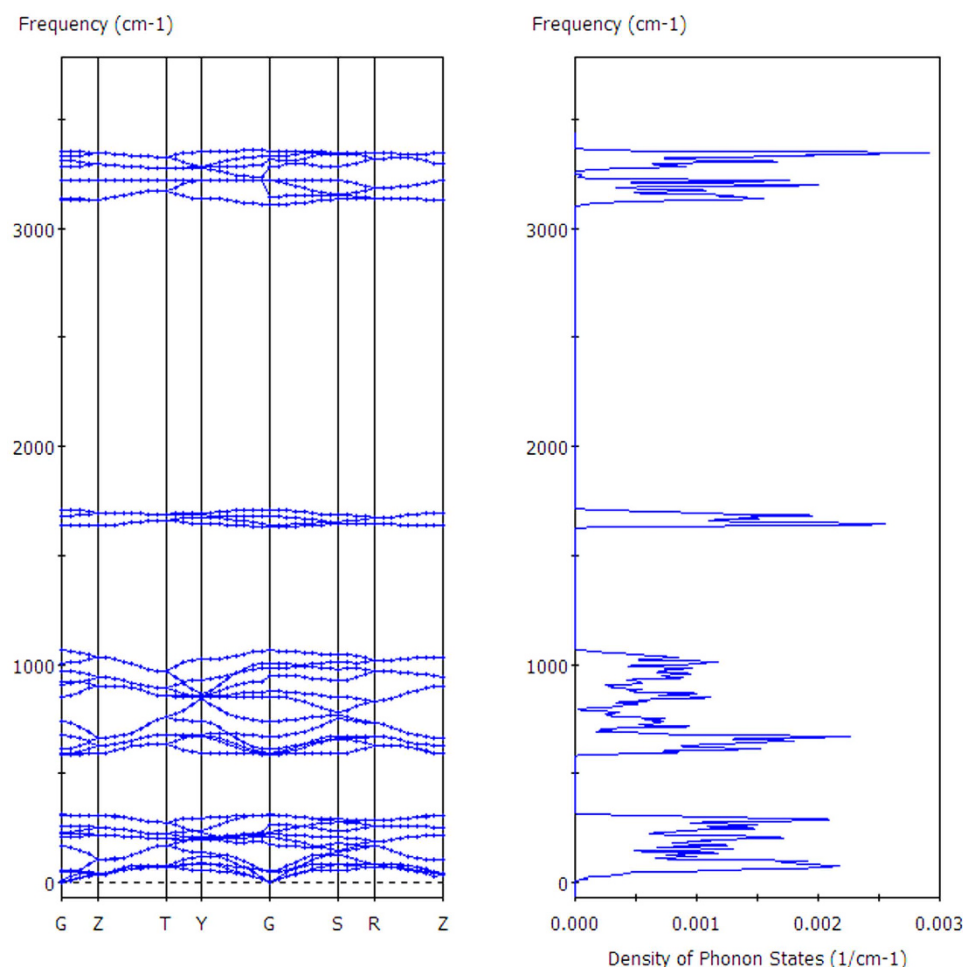 Frequency (cm-1)
3000
2000
1000
0
G Z T Y G S R Z
Frequency (cm-1)
3000
2000
1000
0
0.000 0.001 0.002 0.003
Density of Phonon States (1/cm-1)